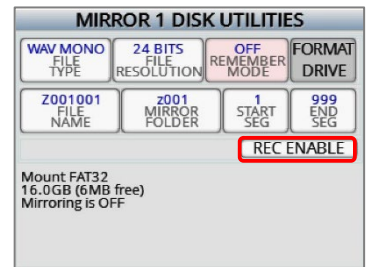 MIRROR 1 DISK UTILITIES
WAV MONO
FILE
TYPE
24 BITS
FILE
RESOLUTION
OFF
REMEMBER
MODE
FORMAT
DRIVE
Z001001
FILE
NAME
z001
MIRROR
FOLDER
1
START
SEG
999
END
SEG
REC ENABLE
Mount FAT32
16.0GB (6MB free)
Mirroring is OFF